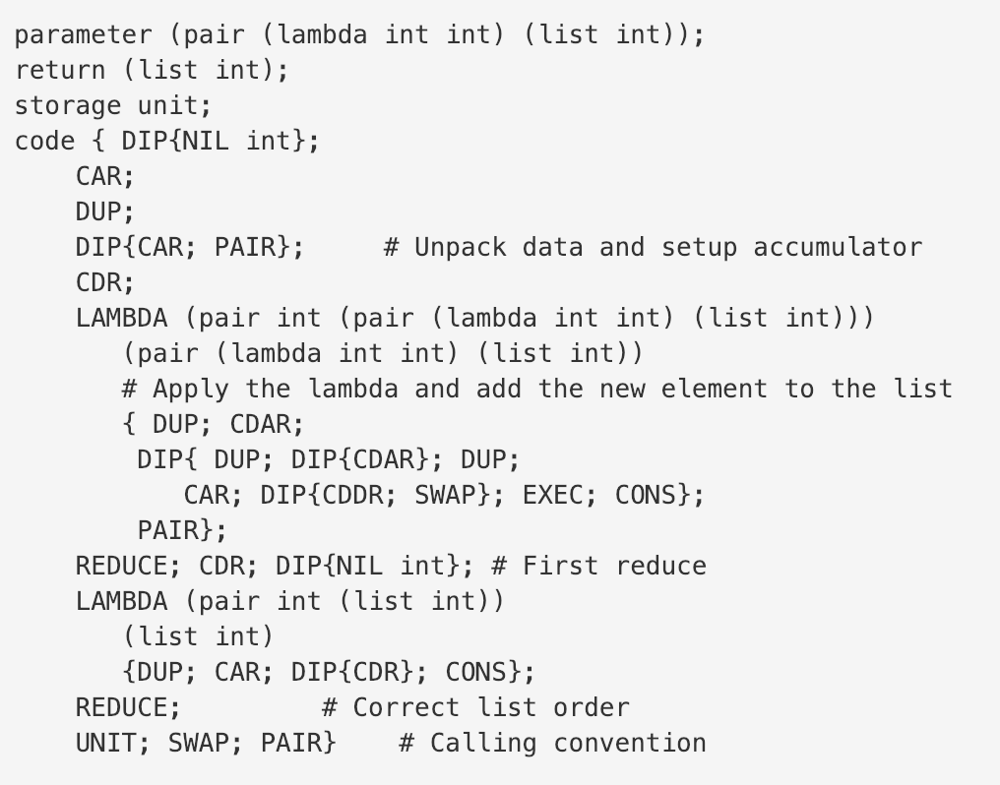 parameter (pair (lambda int int) (list int));
return (list int);
storage unit;
code { DIP{NIL int};
    CAR;
    DUP;
    DIP{CAR; PAIR};     # Unpack data and setup accumulator
    CDR;
    LAMBDA (pair int (pair (lambda int int) (list int)))
       (pair (lambda int int) (list int))
       # Apply the lambda and add the new element to the list
       { DUP; CDAR;
        DIP{ DUP; DIP{CDAR}; DUP;
           CAR; DIP{CDDR; SWAP}; EXEC; CONS};
        PAIR};
    REDUCE; CDR; DIP{NIL int}; # First reduce
    LAMBDA (pair int (list int))
       (list int)
       {DUP; CAR; DIP{CDR}; CONS};
    REDUCE;         # Correct list order
    UNIT; SWAP; PAIR}    # Calling convention